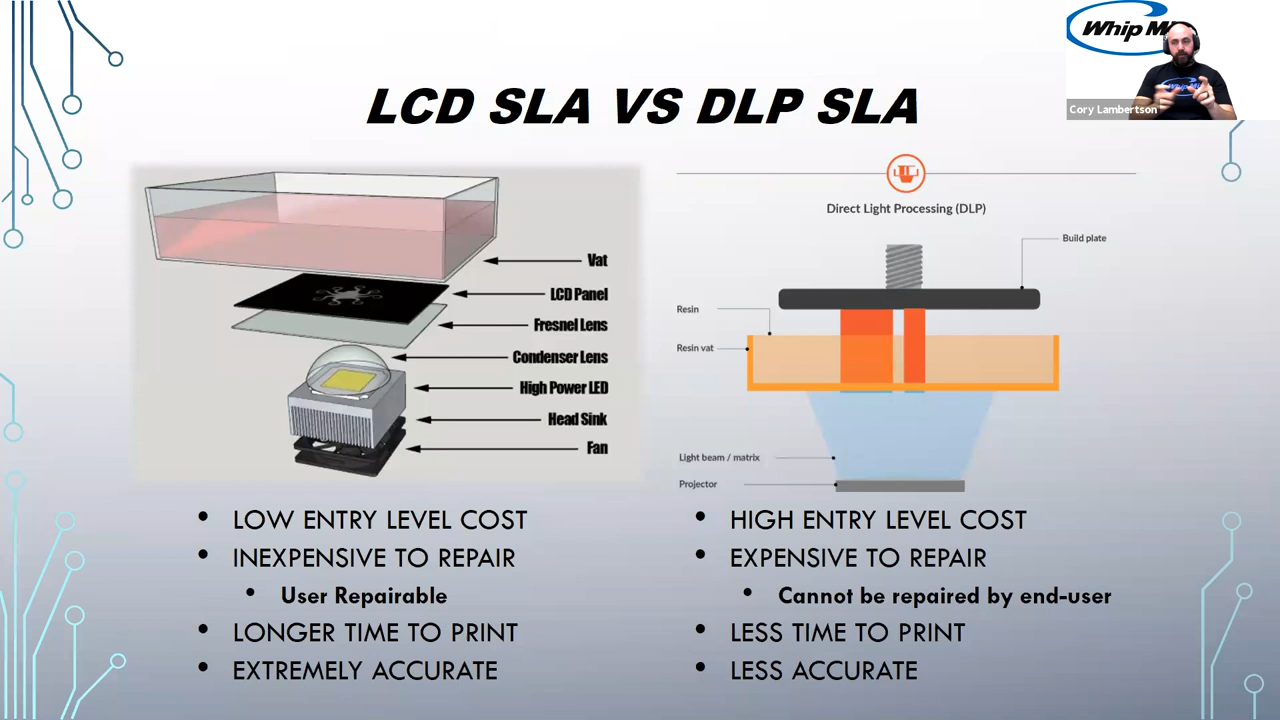 Whip M
Cory Lambertson
Whip Mi
LCD SLA VS DLP SLA
Vat
LCD Panel
Fresnel Lens
Condenser Lens
High Power LED
Head Sink
Fan
Direct Light Processing (DLP)
Build plate
Resin
Resin vat
Light beam / matrix
Projector
• LOW ENTRY LEVEL COST
• INEXPENSIVE TO REPAIR
• User Repairable
• LONGER TIME TO PRINT
• EXTREMELY ACCURATE
• HIGH ENTRY LEVEL COST
• EXPENSIVE TO REPAIR
• Cannot be repaired by end-user
• LESS TIME TO PRINT
• LESS ACCURATE